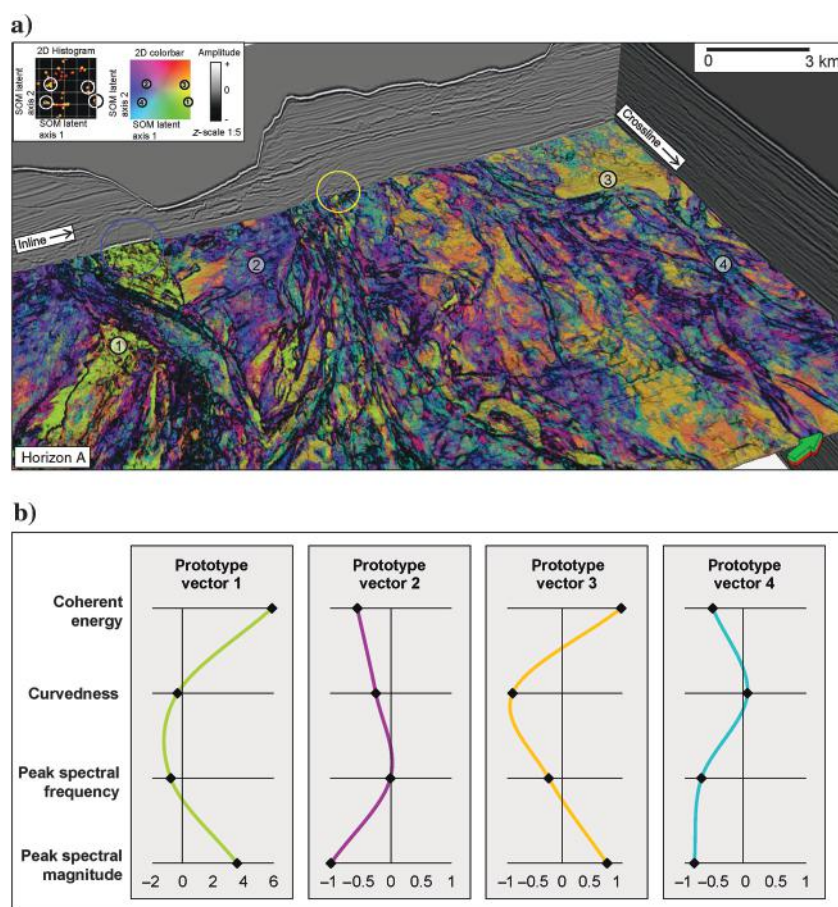 a)
2D Histogram
2D colorbar
Amplitude
SOM latent
axis 2
SOM latent
axis 1
SOM latent
axis 2
2
3
4
1
SOM latent
axis 1
+
0
-
z-scale 1:5
0 3 km
Inline →
Crossline →
1
2
3
4
Horizon A
b)
Prototype
vector 1
Prototype
vector 2
Prototype
vector 3
Prototype
vector 4
Coherent
energy
Curvedness
Peak spectral
frequency
Peak spectral
magnitude
–2 0 2 4 6
–1 –0.5 0 0.5 1
–1 –0.5 0 0.5 1
–1 –0.5 0 0.5 1